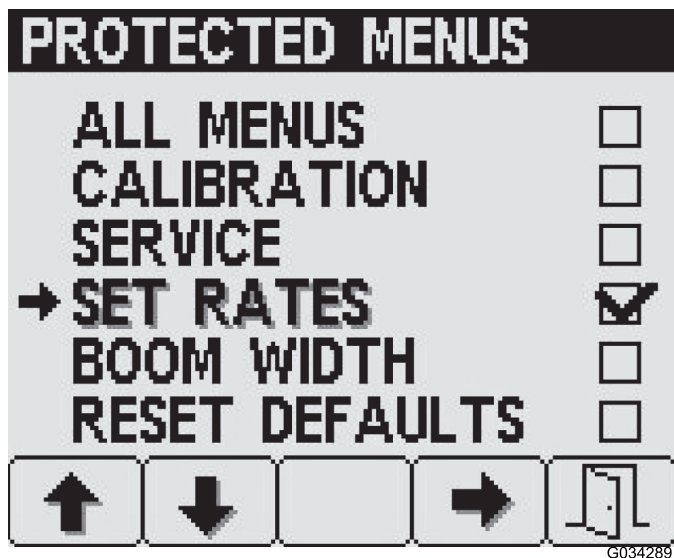 PROTECTED MENUS
ALL MENUS
CALIBRATION
SERVICE
SET RATES
BOOM WIDTH
RESET DEFAULTS
G034289